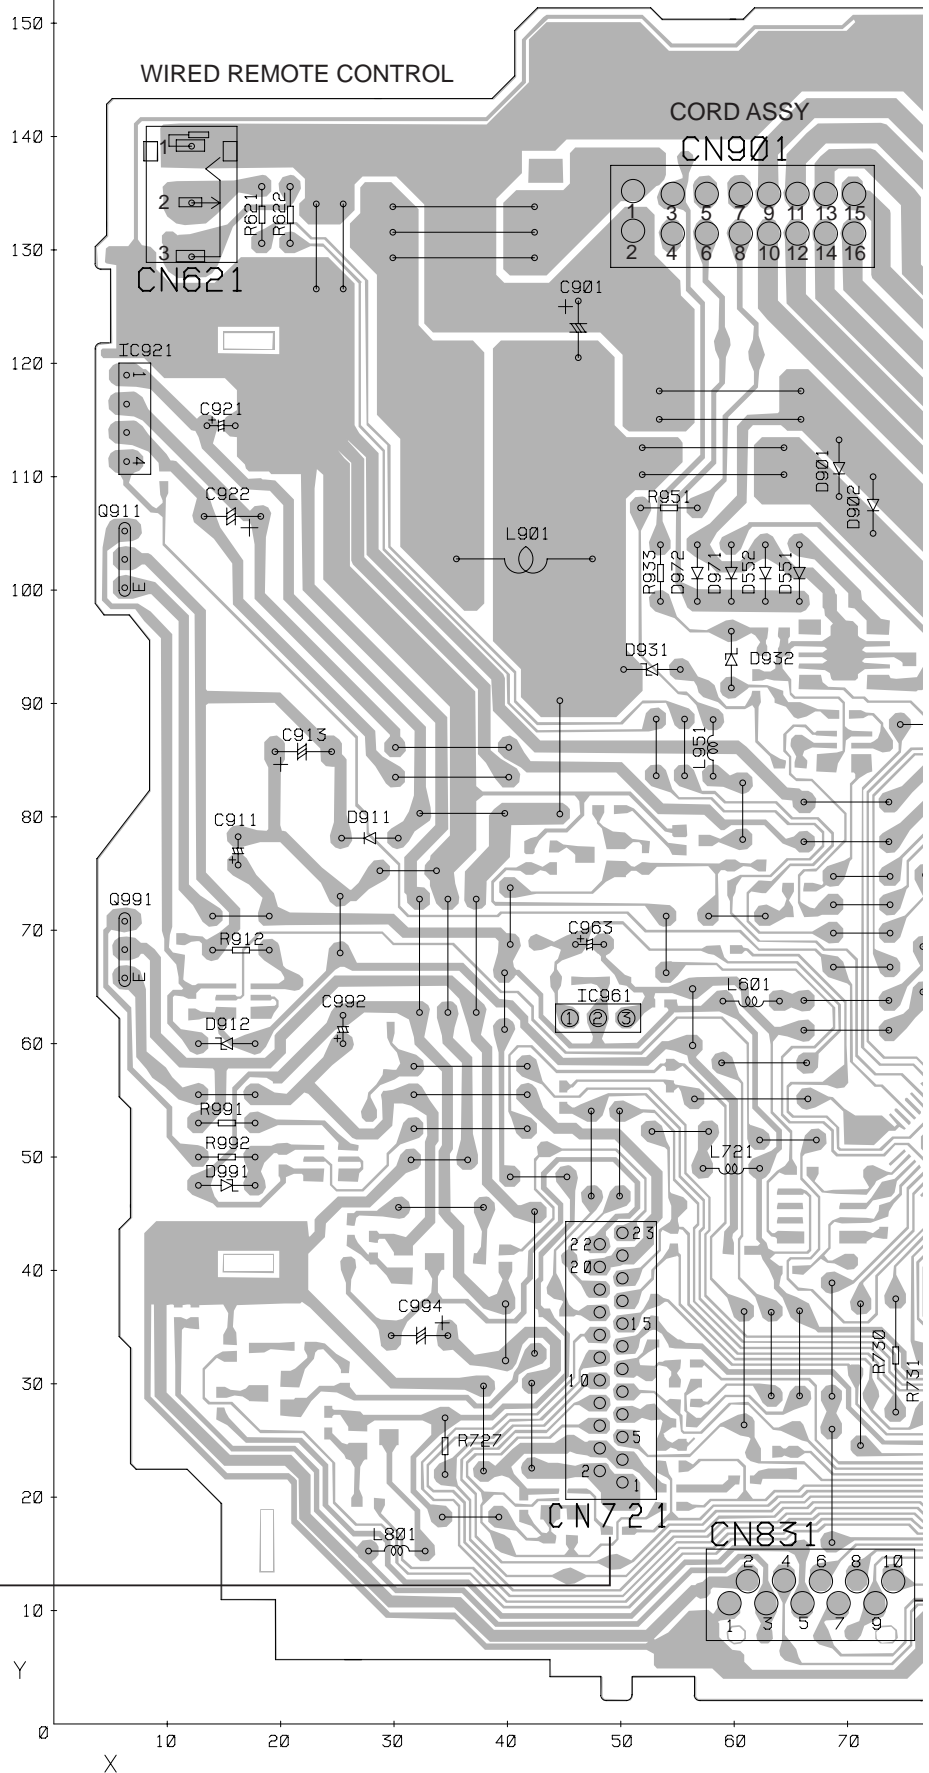 150
WIRED REMOTE CONTROL
CORD ASSY
140
CN901
1
2
R621
R622
1 3 5 7 9 11 13 15
130
3
2 4 6 8 10 12 14 16
CN621
C901
+
120
IC921
1
C921
+
4
D901
110
C922
+
R951
D902
Q911
L901
R933
D972
D971
D552
D551
100
E
D931
D932
90
C913
+
L951
80
C911
+
D911
Q991
70
R912
C963
+
E
L601
IC961
C992
+
1 2 3
D912
60
R991
R992
50
D991
L721
23
22
40
20
C994
+
15
R730
R731
30
10
R727
5
20
2
1
CN721
L801
CN831
2 4 6 8 10
10
1 3 5 7 9
Y
0
10 20 30 40 50 60 70
X